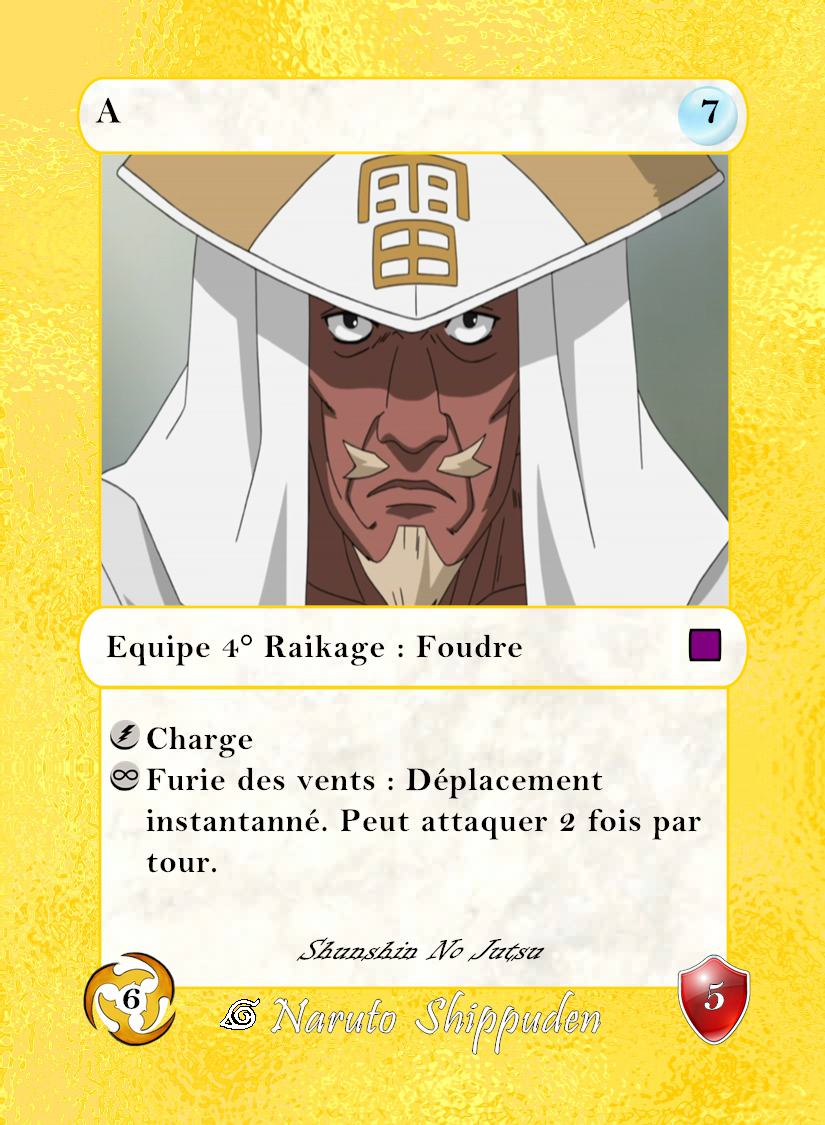 A 7
雷
Equipe 4° Raikage : Foudre
Charge
Furie des vents : Déplacement
instantanné. Peut attaquer 2 fois par
tour.
Shunshin No Jutsu
6 Naruto Shippuden 5